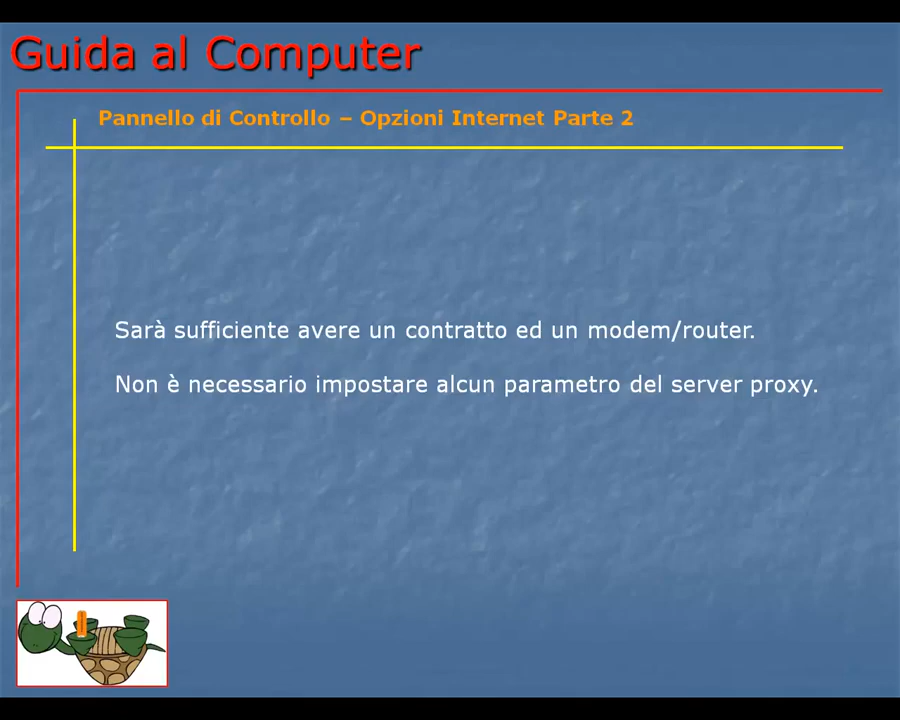 Guida al Computer
Pannello di Controllo – Opzioni Internet Parte 2
Sarà sufficiente avere un contratto ed un modem/router.
Non è necessario impostare alcun parametro del server proxy.